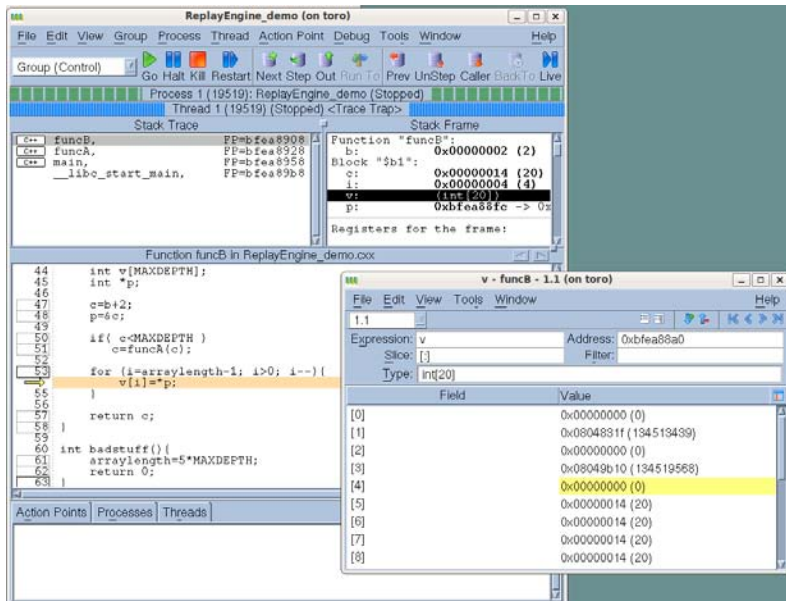 ReplayEngine_demo (on toro)
File Edit View Group Process Thread Action Point Debug Tools Window Help
Group (Control) Go Halt Kill Restart Next Step Out Run To Prev UnStep Caller BackTo Live
Process 1 (19519): ReplayEngine_demo (Stopped)
Thread 1 (19519) (Stopped) <Trace Trap>
Stack Trace
C++ funcB, FP=bfea8908
C++ funcA, FP=bfea8928
C++ main, FP=bfea8958
__libc_start_main, FP=bfea89b8
Stack Frame
Function "funcB":
b: 0x00000002 (2)
Block "$b1":
c: 0x00000014 (20)
i: 0x00000004 (4)
v: (int[20])
p: 0xbfea88fc -> 0x
Registers for the frame:
Function funcB in ReplayEngine_demo.cxx
44 int v[MAXDEPTH];
45 int *p;
46
47 c=b+2;
48 p=&c;
49
50 if( c<MAXDEPTH )
51 c=funcA(c);
52
53 for (i=arraylength-1; i>0; i--){
v[i]=*p;
55 }
56
57 return c;
58 }
59
60 int badstuff(){
61 arraylength=5*MAXDEPTH;
62 return 0;
63 }
Action Points Processes Threads
v - funcB - 1.1 (on toro)
File Edit View Tools Window Help
1.1
Expression: v Address: 0xbfea88a0
Slice: [:] Filter:
Type: int[20]
Field Value
[0] 0x00000000 (0)
[1] 0x0804831f (134513439)
[2] 0x00000000 (0)
[3] 0x08049b10 (134519568)
[4] 0x00000000 (0)
[5] 0x00000014 (20)
[6] 0x00000014 (20)
[7] 0x00000014 (20)
[8] 0x00000014 (20)